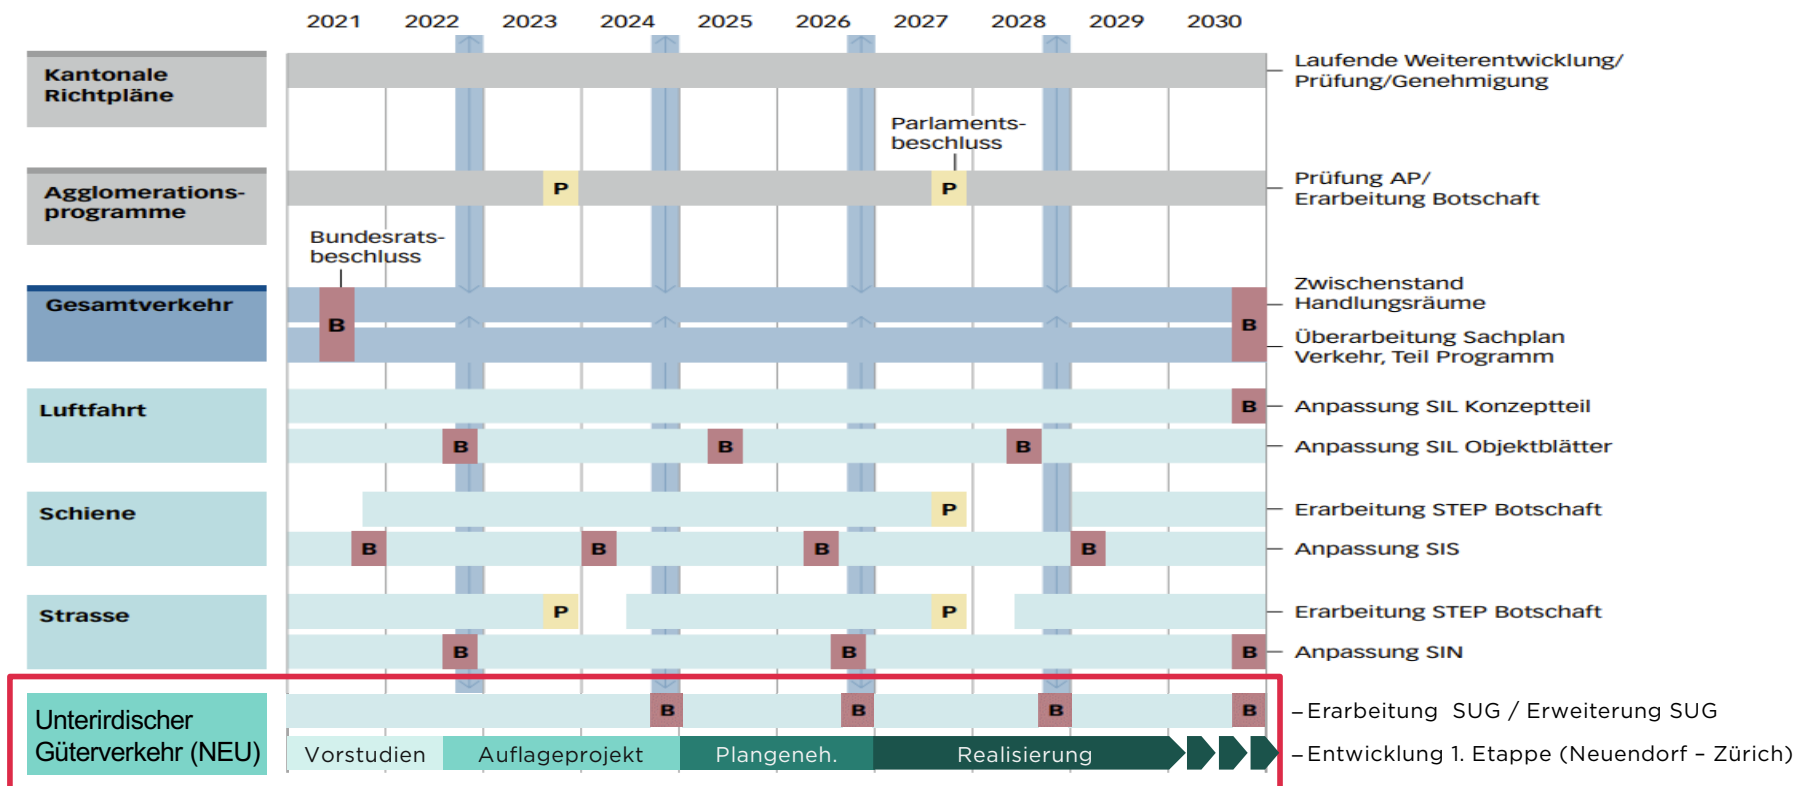 2021 2022 2023 2024 2025 2026 2027 2028 2029 2030
Kantonale
Richtpläne
Laufende Weiterentwicklung/
Prüfung/Genehmigung
Parlaments-
beschluss
Agglomerations-
programme
P P
Prüfung AP/
Erarbeitung Botschaft
Bundesrats-
beschluss
Gesamtverkehr
B B
Zwischenstand
Handlungsräume
Überarbeitung Sachplan
Verkehr, Teil Programm
Luftfahrt
B
Anpassung SIL Konzeptteil
B B B
Anpassung SIL Objektblätter
Schiene
P
Erarbeitung STEP Botschaft
B B B B
Anpassung SIS
Strasse
P P
Erarbeitung STEP Botschaft
B B B
Anpassung SIN
Unterirdischer
Güterverkehr (NEU)
B B B B
–Erarbeitung SUG / Erweiterung SUG
Vorstudien Auflageprojekt Plangeneh. Realisierung
–Entwicklung 1. Etappe (Neuendorf – Zürich)